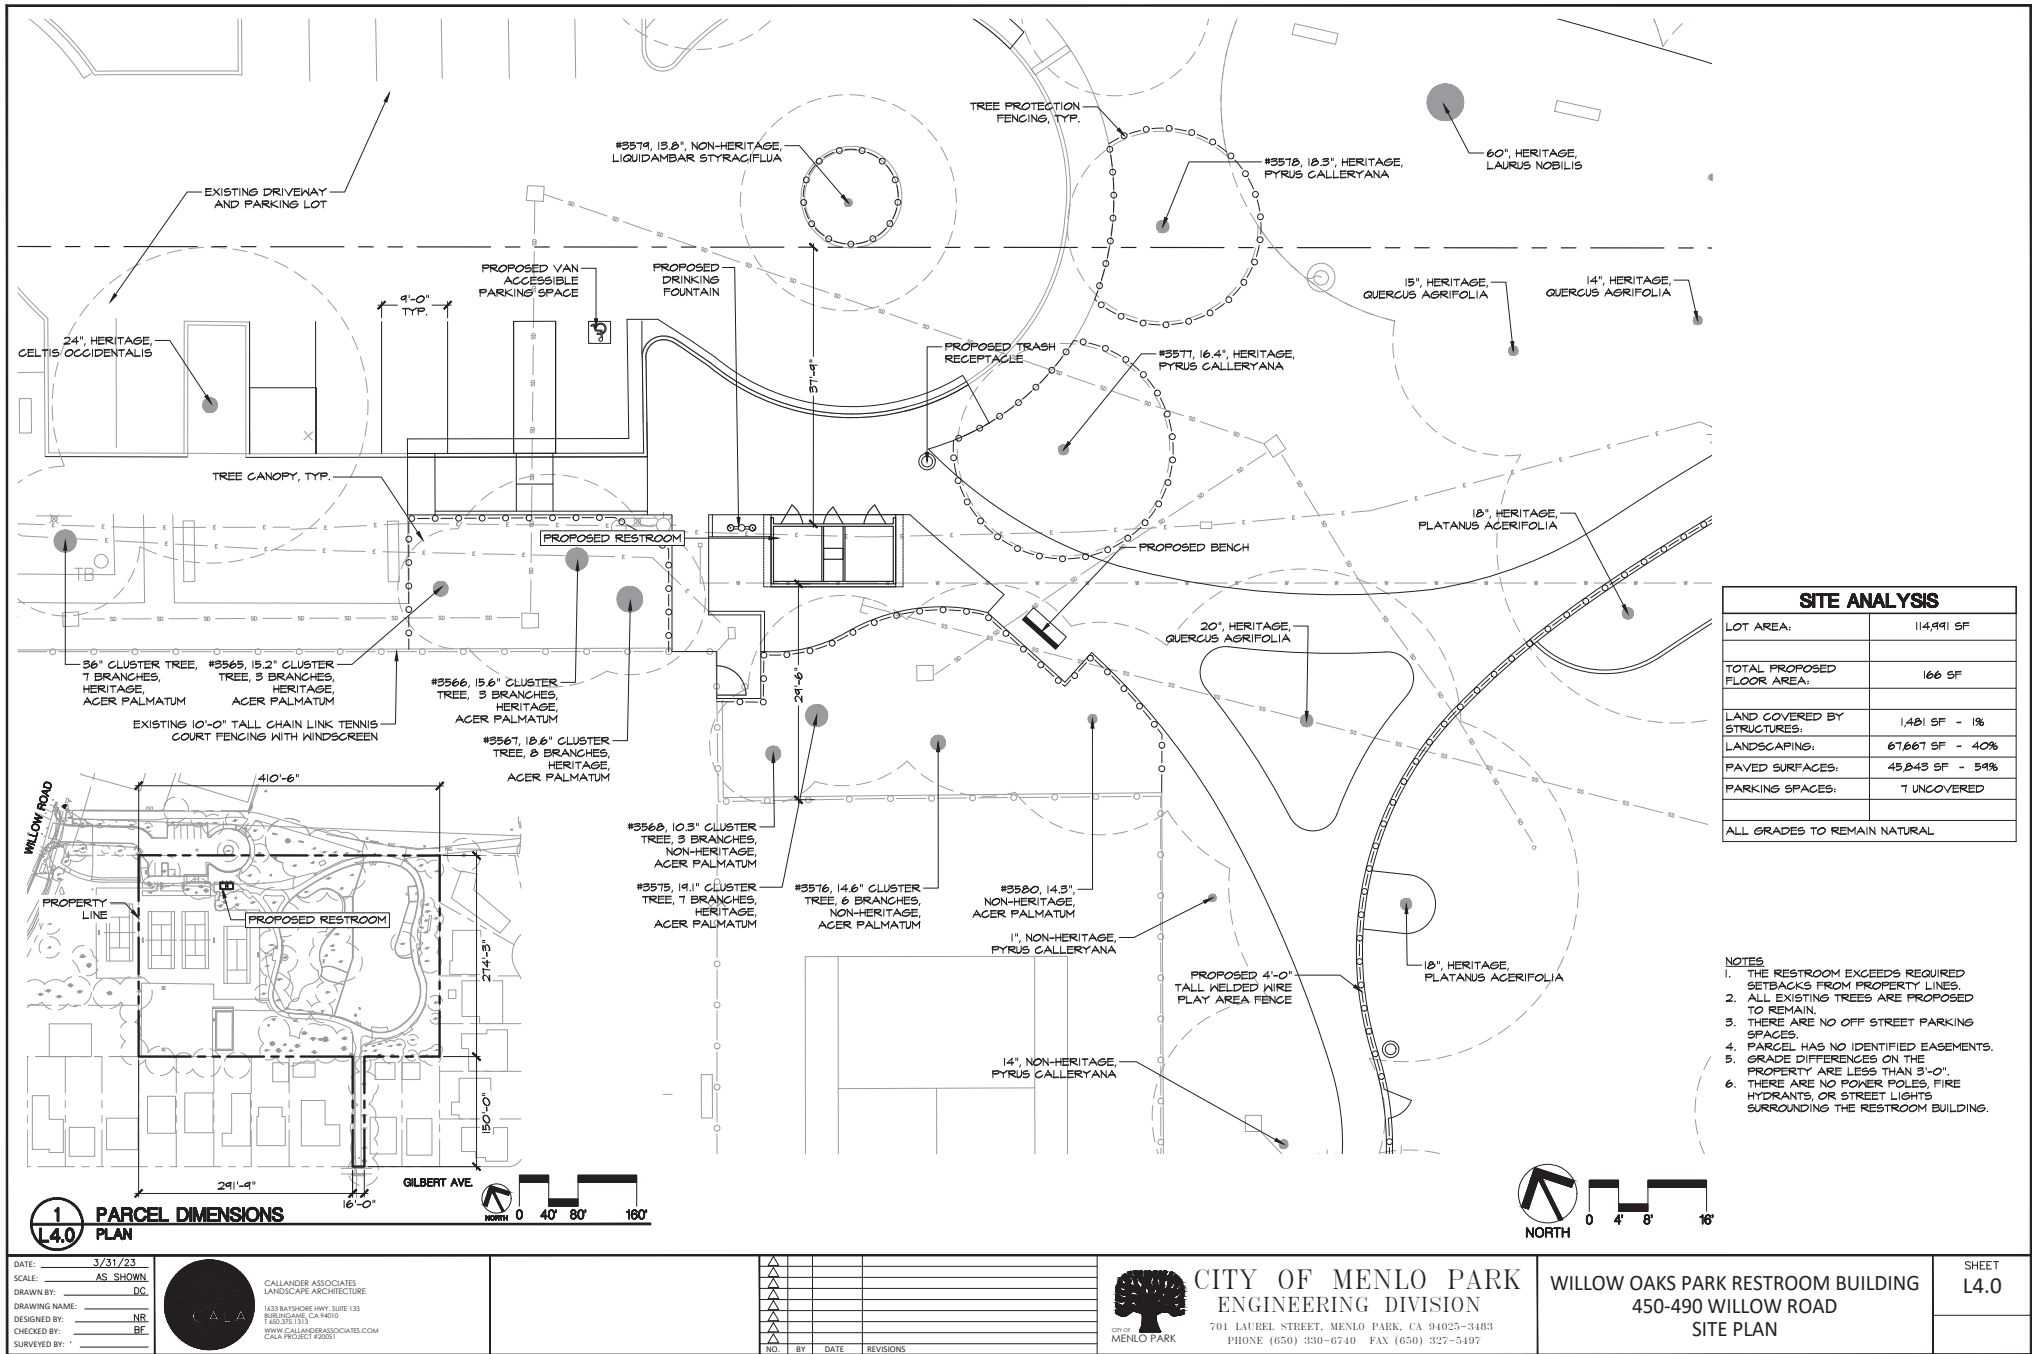 TREE PROTECTION
FENCING, TYP.
#3579, 13.8", NON-HERITAGE,
LIQUIDAMBAR STYRACIFLUA
#3578, 18.3", HERITAGE,
PYRUS CALLERYANA
60", HERITAGE,
LAURUS NOBILIS
EXISTING DRIVEWAY
AND PARKING LOT
PROPOSED VAN
ACCESSIBLE
PARKING SPACE
PROPOSED
DRINKING
FOUNTAIN
15", HERITAGE,
QUERCUS AGRIFOLIA
14", HERITAGE,
QUERCUS AGRIFOLIA
9'-0"
TYP.
24", HERITAGE,
CELTIS OCCIDENTALIS
37'-9"
PROPOSED TRASH
RECEPTACLE
#3577, 16.4", HERITAGE,
PYRUS CALLERYANA
TREE CANOPY, TYP.
PROPOSED RESTROOM
18", HERITAGE,
PLATANUS ACERIFOLIA
PROPOSED BENCH
TB
20", HERITAGE,
QUERCUS AGRIFOLIA
29'-6"
36" CLUSTER TREE,
7 BRANCHES,
HERITAGE,
ACER PALMATUM
#3565, 15.2" CLUSTER
TREE, 3 BRANCHES,
HERITAGE,
ACER PALMATUM
#3566, 15.6" CLUSTER
TREE, 3 BRANCHES,
HERITAGE,
ACER PALMATUM
EXISTING 10'-0" TALL CHAIN LINK TENNIS
COURT FENCING WITH WINDSCREEN
#3567, 18.6" CLUSTER
TREE, 8 BRANCHES,
HERITAGE,
ACER PALMATUM
#3568, 10.3" CLUSTER
TREE, 3 BRANCHES,
NON-HERITAGE,
ACER PALMATUM
#3575, 19.1" CLUSTER
TREE, 7 BRANCHES,
HERITAGE,
ACER PALMATUM
#3576, 14.6" CLUSTER
TREE, 6 BRANCHES,
NON-HERITAGE,
ACER PALMATUM
#3580, 14.3",
NON-HERITAGE,
ACER PALMATUM
1", NON-HERITAGE,
PYRUS CALLERYANA
PROPOSED 4'-0"
TALL WELDED WIRE
PLAY AREA FENCE
18", HERITAGE,
PLATANUS ACERIFOLIA
14", NON-HERITAGE,
PYRUS CALLERYANA
SITE ANALYSIS
LOT AREA: 114,991 SF
TOTAL PROPOSED
FLOOR AREA: 166 SF
LAND COVERED BY
STRUCTURES: 1,481 SF - 1%
LANDSCAPING: 67,667 SF - 40%
PAVED SURFACES: 45,843 SF - 59%
PARKING SPACES: 7 UNCOVERED
ALL GRADES TO REMAIN NATURAL
NOTES
1. THE RESTROOM EXCEEDS REQUIRED
SETBACKS FROM PROPERTY LINES.
2. ALL EXISTING TREES ARE PROPOSED
TO REMAIN.
3. THERE ARE NO OFF STREET PARKING
SPACES.
4. PARCEL HAS NO IDENTIFIED EASEMENTS.
5. GRADE DIFFERENCES ON THE
PROPERTY ARE LESS THAN 3'-0".
6. THERE ARE NO POWER POLES, FIRE
HYDRANTS, OR STREET LIGHTS
SURROUNDING THE RESTROOM BUILDING.
410'-6"
WILLOW ROAD
PROPERTY
LINE
PROPOSED RESTROOM
274'-3"
150'-0"
291'-9"
16'-0"
GILBERT AVE.
NORTH
0 40' 80' 160'
1
L4.0
PARCEL DIMENSIONS
PLAN
NORTH
0 4' 8' 16'
DATE: 3/31/23
SCALE: AS SHOWN
DRAWN BY: DC
DRAWING NAME:
DESIGNED BY: NR
CHECKED BY: BF
SURVEYED BY:
CALA
CALLANDER ASSOCIATES
LANDSCAPE ARCHITECTURE
1633 BAYSHORE HWY. SUITE 133
BURLINGAME, CA 94010
T 650.375.1313
WWW.CALLANDERASSOCIATES.COM
CALA PROJECT #20051
NO. BY DATE REVISIONS
CITY OF
MENLO PARK
CITY OF MENLO PARK
ENGINEERING DIVISION
701 LAUREL STREET, MENLO PARK, CA 94025-3483
PHONE (650) 330-6740 FAX (650) 327-5497
WILLOW OAKS PARK RESTROOM BUILDING
450-490 WILLOW ROAD
SITE PLAN
SHEET
L4.0